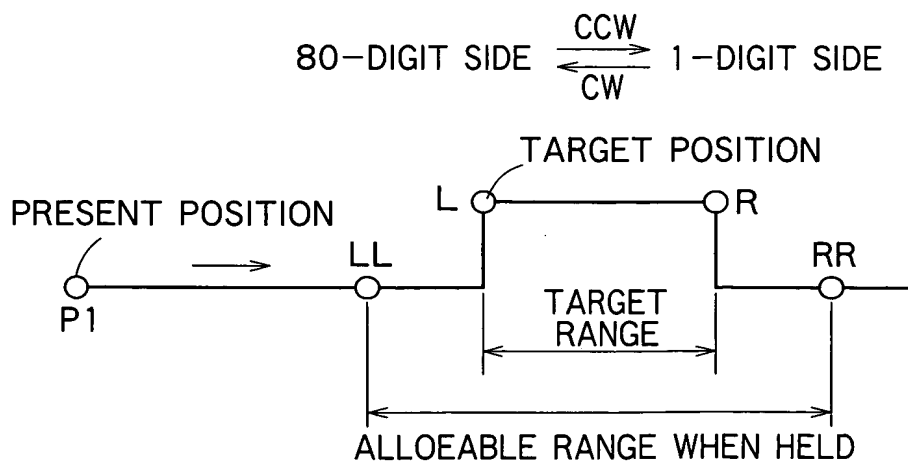 CCW
80-DIGIT SIDE 1-DIGIT SIDE
CW
TARGET POSITION
L R
PRESENT POSITION
LL RR
P1
TARGET
RANGE
ALLOEABLE RANGE WHEN HELD